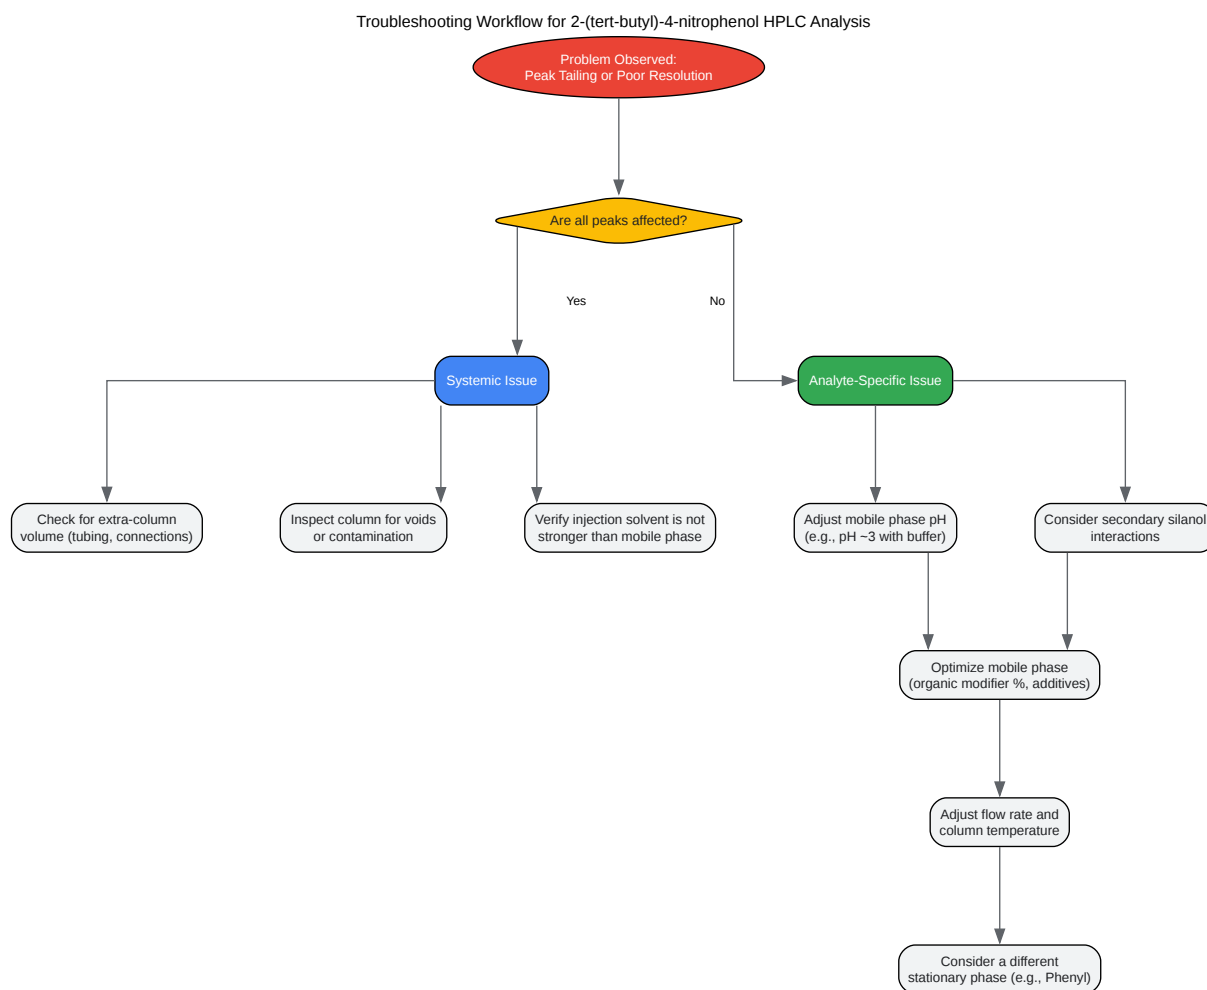 Troubleshooting Workflow for 2-(tert-butyl)-4-nitrophenol HPLC Analysis
Problem Observed:
Peak Tailing or Poor Resolution
Are all peaks affected?
Yes
No
Systemic Issue
Analyte-Specific Issue
Check for extra-column
volume (tubing, connections)
Inspect column for voids
or contamination
Verify injection solvent is not
stronger than mobile phase
Adjust mobile phase pH
(e.g., pH ~3 with buffer)
Consider secondary silanol
interactions
Optimize mobile phase
(organic modifier %, additives)
Adjust flow rate and
column temperature
Consider a different
stationary phase (e.g., Phenyl)